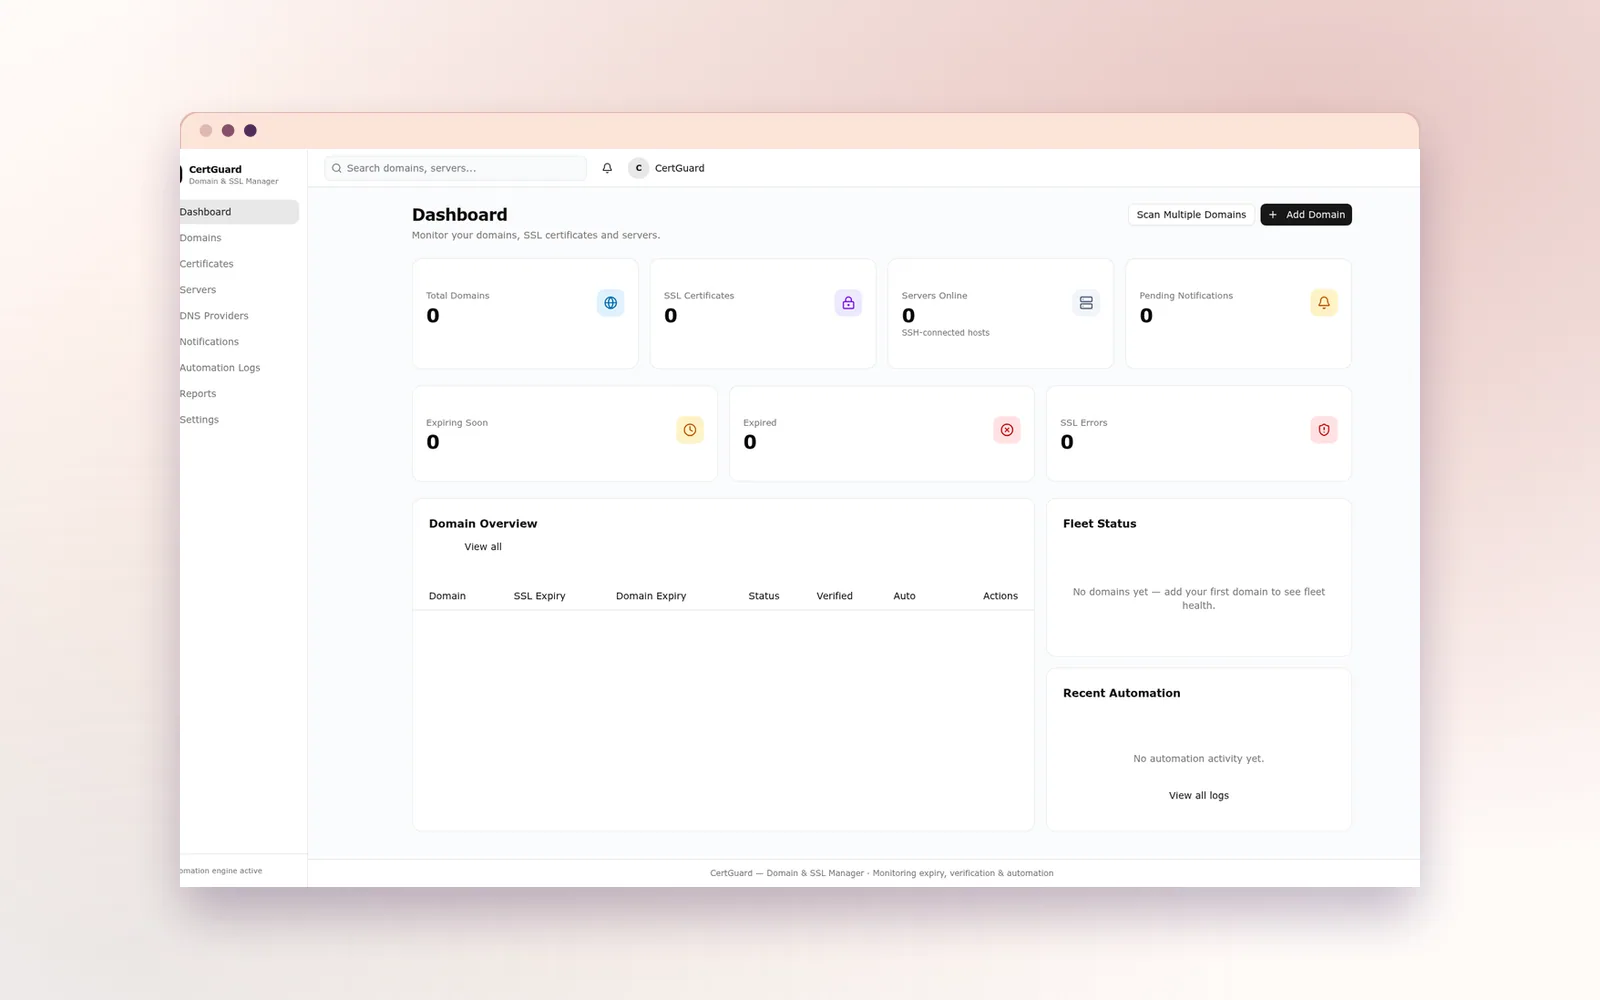 CertGuard
Domain & SSL Manager
Dashboard
Domains
Certificates
Servers
DNS Providers
Notifications
Automation Logs
Reports
Settings
omation engine active
Search domains, servers...
C
CertGuard
Dashboard
Monitor your domains, SSL certificates and servers.
Scan Multiple Domains
+ Add Domain
Total Domains
0
SSL Certificates
0
Servers Online
0
SSH-connected hosts
Pending Notifications
0
Expiring Soon
0
Expired
0
SSL Errors
0
Domain Overview
View all
Domain SSL Expiry Domain Expiry Status Verified Auto Actions
Fleet Status
No domains yet — add your first domain to see fleet
health.
Recent Automation
No automation activity yet.
View all logs
CertGuard — Domain & SSL Manager · Monitoring expiry, verification & automation